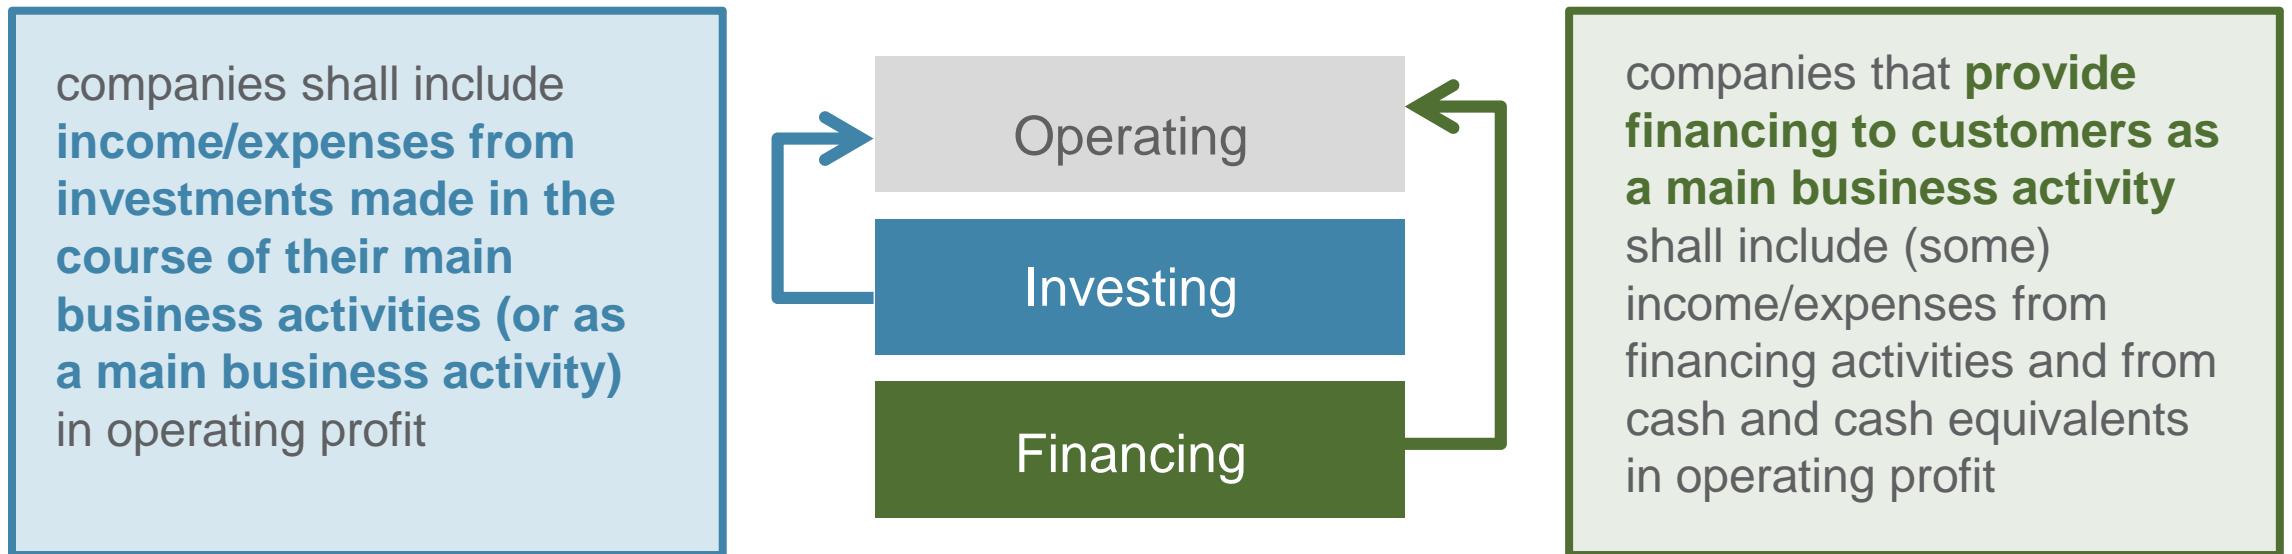 companies shall include
income/expenses from
investments made in the
course of their main
business activities (or as
a main business activity)
in operating profit
Operating
Investing
Financing
companies that provide
financing to customers as
a main business activity
shall include (some)
income/expenses from
financing activities and from
cash and cash equivalents
in operating profit